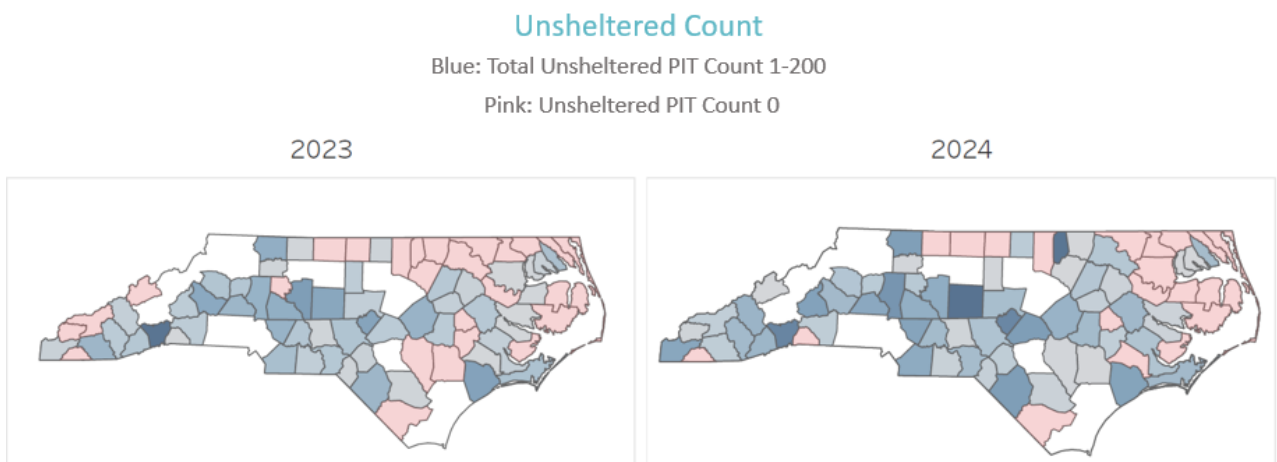 Unsheltered Count
Blue: Total Unsheltered PIT Count 1-200
Pink: Unsheltered PIT Count 0
2023
2024